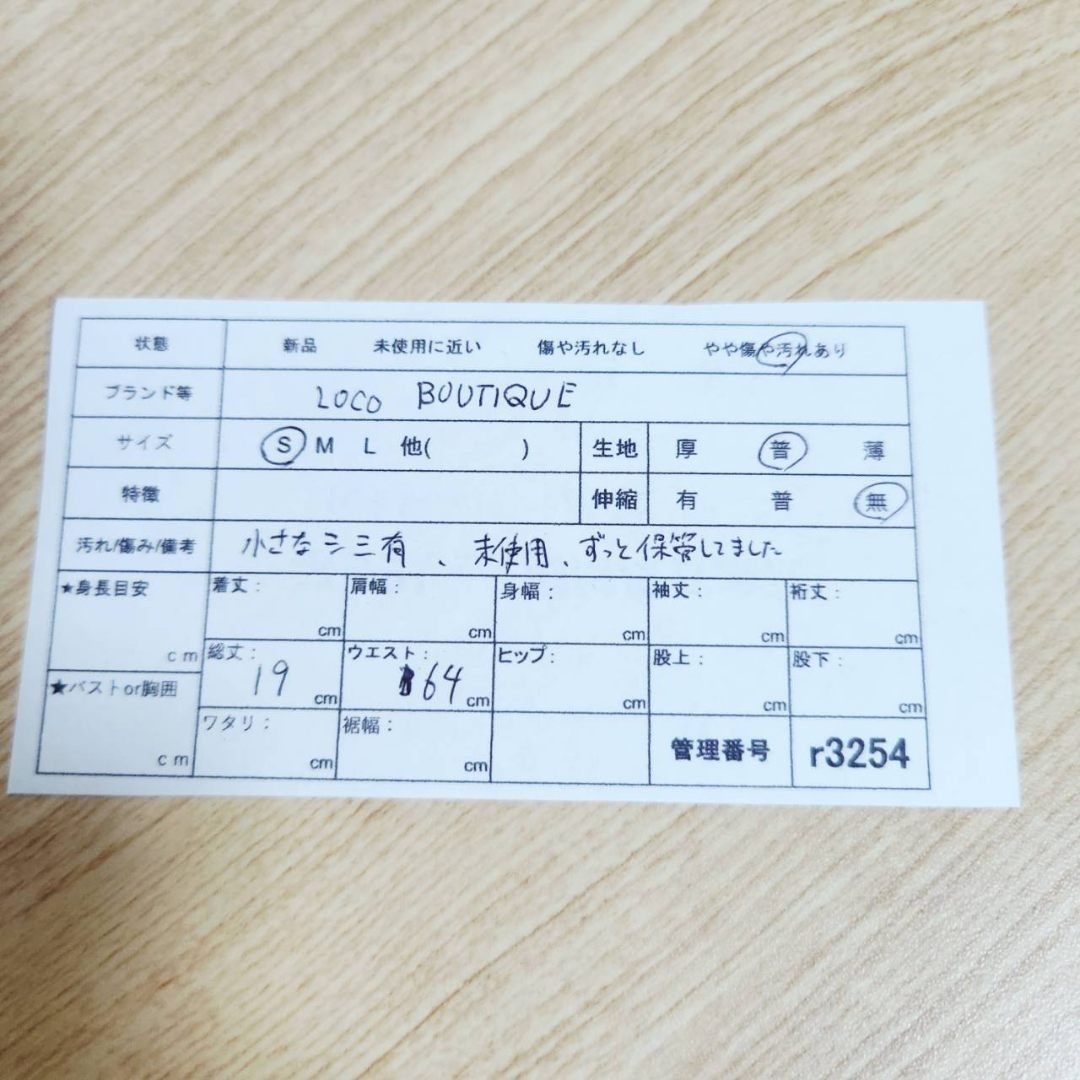 状態 新品 未使用に近い 傷や汚れなし やや傷や汚れあり
ブランド等 LOCO BOUTIQUE
サイズ S M L 他( ) 生地 厚 普 薄
特徴 伸縮 有 普 無
汚れ/傷み/備考 小さなシミ有、未使用、ずっと保管してました
★身長目安 cm 着丈: cm 肩幅: cm 身幅: cm 袖丈: cm 裄丈: cm
総丈: 19 cm ウエスト: 64 cm ヒップ: cm 股上: cm 股下: cm
★バストor胸囲 cm ワタリ: cm 裾幅: cm 管理番号 r3254